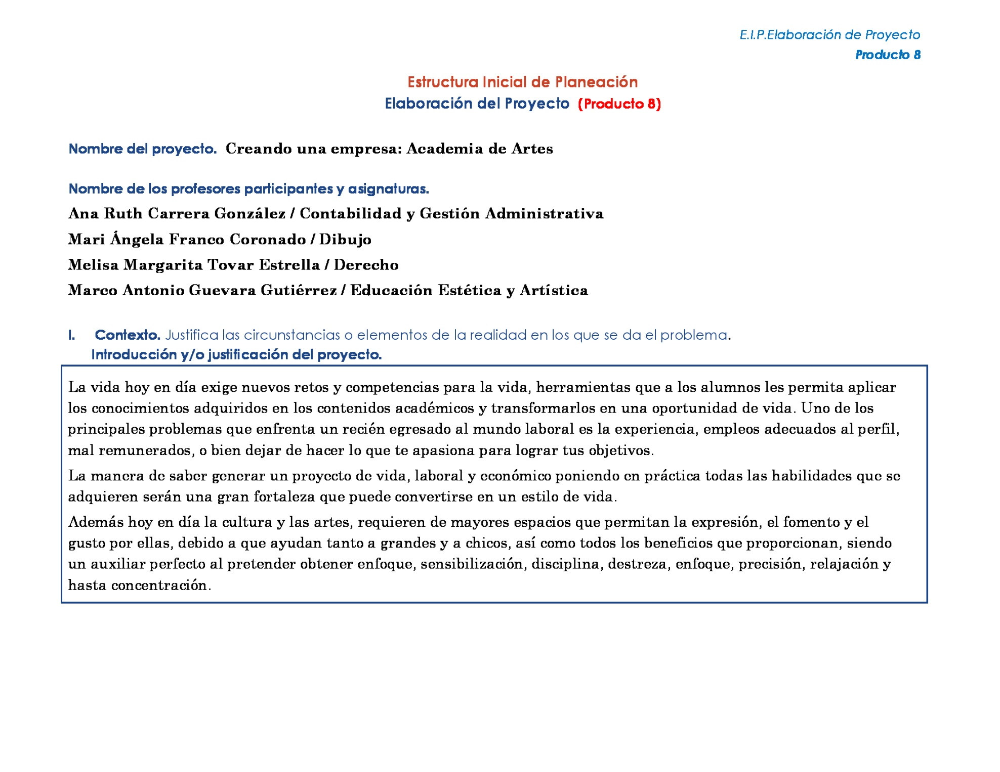 E.I.P.Elaboración de Proyecto
Producto 8
Estructura Inicial de Planeación
Elaboración del Proyecto (Producto 8)
Nombre del proyecto. Creando una empresa: Academia de Artes
Nombre de los profesores participantes y asignaturas.
Ana Ruth Carrera González / Contabilidad y Gestión Administrativa
Mari Ángela Franco Coronado / Dibujo
Melisa Margarita Tovar Estrella / Derecho
Marco Antonio Guevara Gutiérrez / Educación Estética y Artística
I. Contexto. Justifica las circunstancias o elementos de la realidad en los que se da el problema.
Introducción y/o justificación del proyecto.
La vida hoy en día exige nuevos retos y competencias para la vida, herramientas que a los alumnos les permita aplicar
los conocimientos adquiridos en los contenidos académicos y transformarlos en una oportunidad de vida. Uno de los
principales problemas que enfrenta un recién egresado al mundo laboral es la experiencia, empleos adecuados al perfil,
mal remunerados, o bien dejar de hacer lo que te apasiona para lograr tus objetivos.
La manera de saber generar un proyecto de vida, laboral y económico poniendo en práctica todas las habilidades que se
adquieren serán una gran fortaleza que puede convertirse en un estilo de vida.
Además hoy en día la cultura y las artes, requieren de mayores espacios que permitan la expresión, el fomento y el
gusto por ellas, debido a que ayudan tanto a grandes y a chicos, así como todos los beneficios que proporcionan, siendo
un auxiliar perfecto al pretender obtener enfoque, sensibilización, disciplina, destreza, enfoque, precisión, relajación y
hasta concentración.